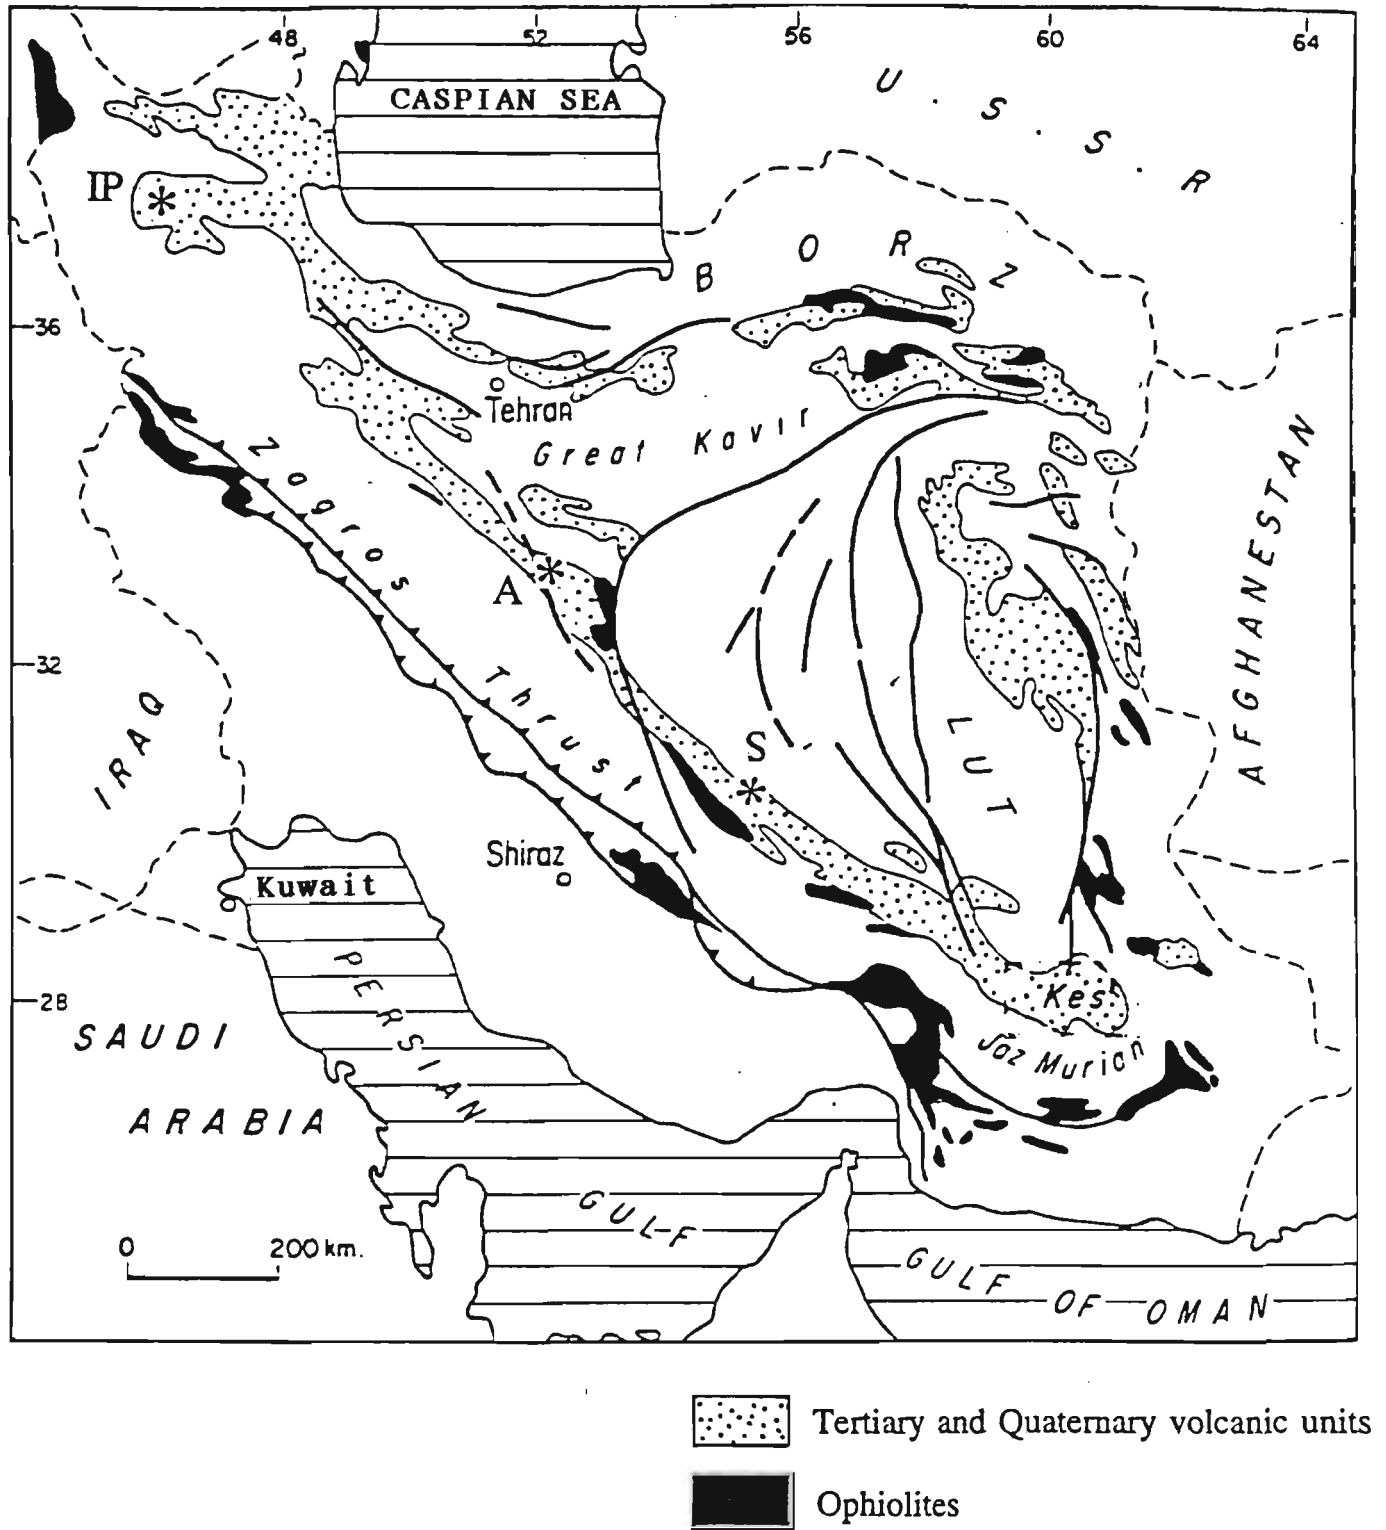 48 52 56 60 64
CASPIAN SEA
U.S.S.R
IP
B O R Z
36
Tehran
Great Kavir
Zagros Thrust
A
AFGHANESTAN
32
S
LUT
IRAQ
Shiraz
Kuwait
28
Kes
Jaz Murian
PERSIAN GULF
SAUDI
ARABIA
0 200 km.
GULF OF OMAN
Tertiary and Quaternary volcanic units
Ophiolites